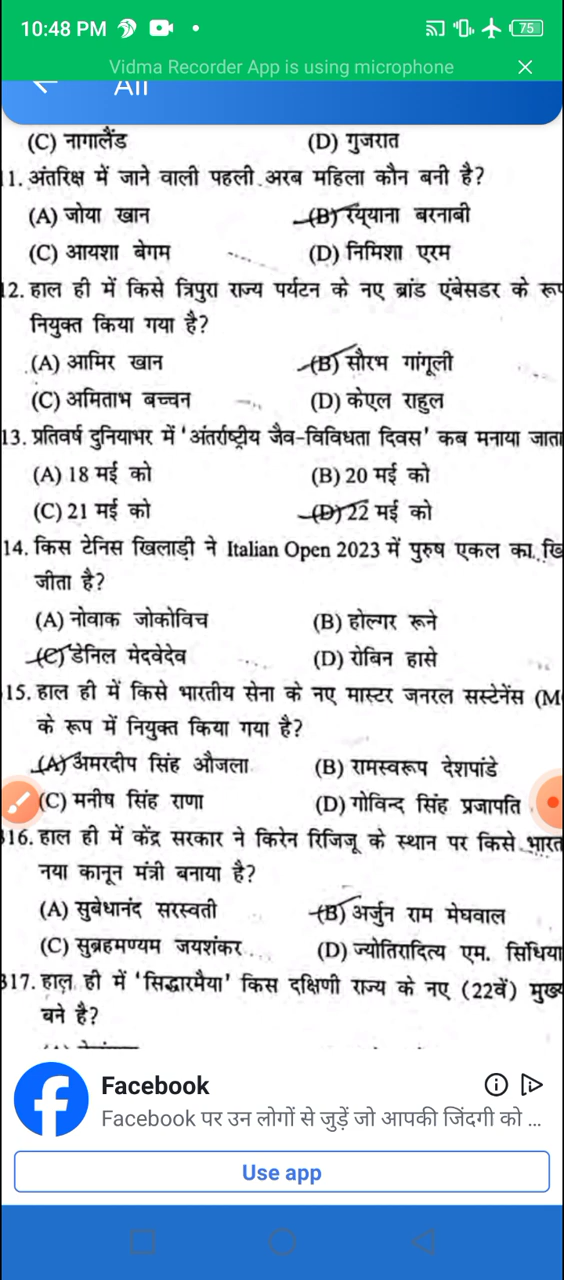 10:48 PM
75
Vidma Recorder App is using microphone
All
(C) नागालैंड (D) गुजरात
11. अंतरिक्ष में जाने वाली पहली अरब महिला कौन बनी है?
(A) जोया खान (B) रय्याना बरनाबी
(C) आयशा बेगम (D) निमिशा एरम
12. हाल ही में किसे त्रिपुरा राज्य पर्यटन के नए ब्रांड एंबेसडर के रूप
नियुक्त किया गया है?
(A) आमिर खान (B) सौरभ गांगूली
(C) अमिताभ बच्चन (D) केएल राहुल
13. प्रतिवर्ष दुनियाभर में 'अंतर्राष्ट्रीय जैव-विविधता दिवस' कब मनाया जाता
(A) 18 मई को (B) 20 मई को
(C) 21 मई को (D) 22 मई को
14. किस टेनिस खिलाड़ी ने Italian Open 2023 में पुरुष एकल का खि
जीता है?
(A) नोवाक जोकोविच (B) होल्गर रूने
(C) डेनिल मेदवेदेव (D) रोबिन हासे
15. हाल ही में किसे भारतीय सेना के नए मास्टर जनरल सस्टेनेंस (M
के रूप में नियुक्त किया गया है?
(A) अमरदीप सिंह औजला (B) रामस्वरूप देशपांडे
(C) मनीष सिंह राणा (D) गोविन्द सिंह प्रजापति
316. हाल ही में केंद्र सरकार ने किरेन रिजिजू के स्थान पर किसे भारत
नया कानून मंत्री बनाया है?
(A) सुबेधानंद सरस्वती (B) अर्जुन राम मेघवाल
(C) सुब्रहमण्यम जयशंकर (D) ज्योतिरादित्य एम. सिंधिया
317. हाल ही में 'सिद्धारमैया' किस दक्षिणी राज्य के नए (22वें) मुख्य
बने है?
Facebook
Facebook पर उन लोगों से जुड़ें जो आपकी जिंदगी को ...
Use app